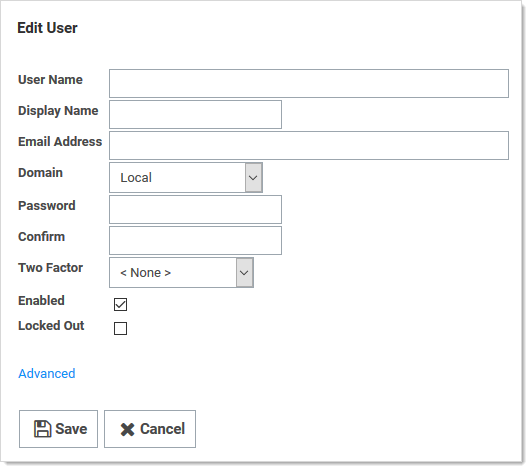 Edit User
User Name
Display Name
Email Address
Domain Local
Password
Confirm
Two Factor < None >
Enabled
Locked Out
Advanced
Save Cancel